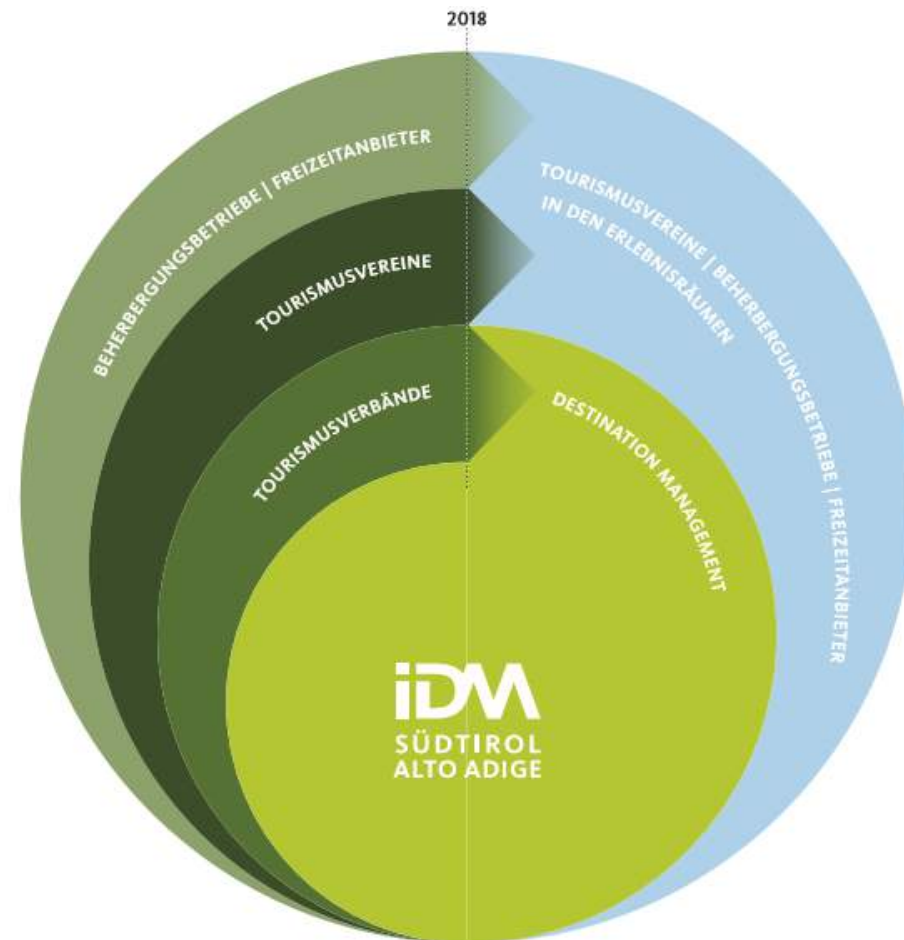 2018
BEHERBERGUNGSBETRIEBE | FREIZEITANBIETER
TOURISMUSVEREINE
TOURISMUSVERBÄNDE
TOURISMUSVEREINE | BEHERBERGUNGSBETRIEBE | FREIZEITANBIETER
IN DEN ERLEBNISRÄUMEN
DESTINATION MANAGEMENT
iDM
SÜDTIROL
ALTO ADIGE